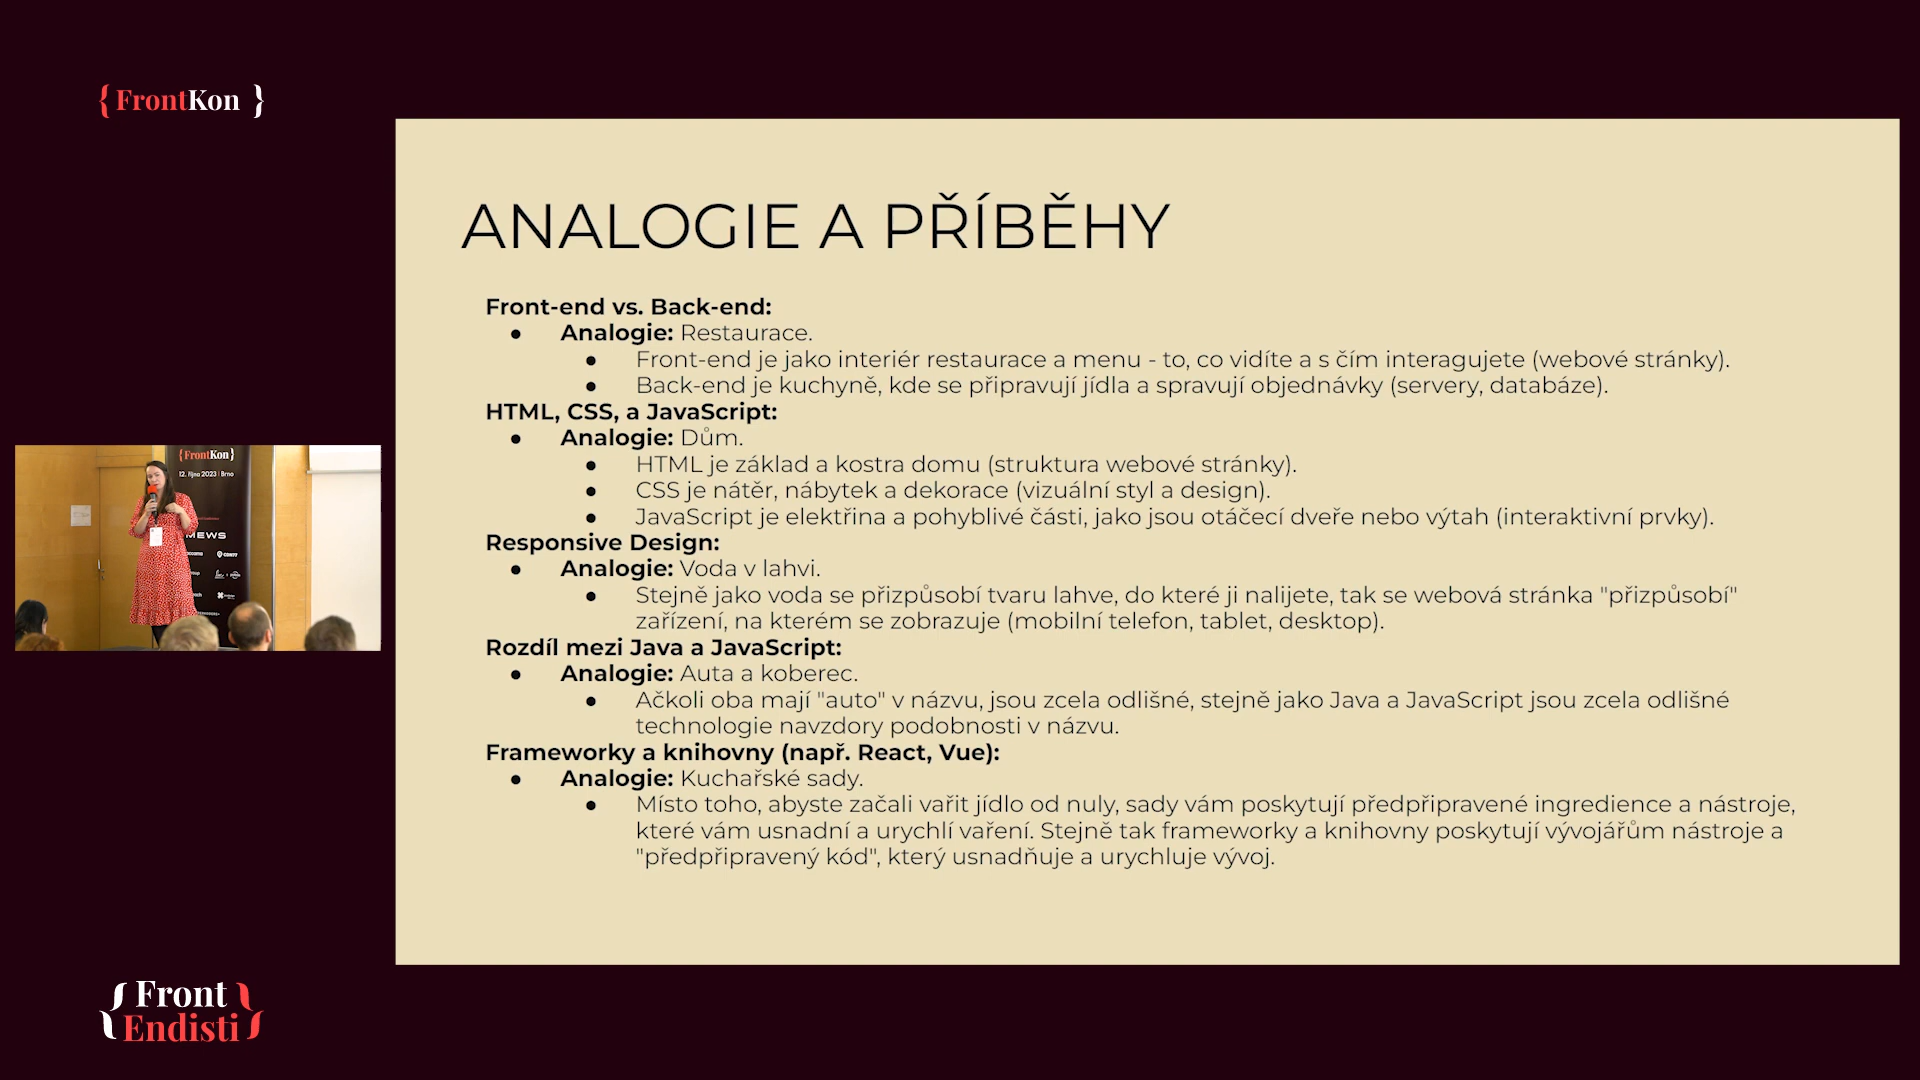 { FrontKon }
ANALOGIE A PŘÍBĚHY
Front-end vs. Back-end:
● Analogie: Restaurace.
● Front-end je jako interiér restaurace a menu - to, co vidíte a s čím interagujete (webové stránky).
● Back-end je kuchyně, kde se připravují jídla a spravují objednávky (servery, databáze).
HTML, CSS, a JavaScript:
● Analogie: Dům.
● HTML je základ a kostra domu (struktura webové stránky).
● CSS je nátěr, nábytek a dekorace (vizuální styl a design).
● JavaScript je elektřina a pohyblivé části, jako jsou otáčecí dveře nebo výtah (interaktivní prvky).
Responsive Design:
● Analogie: Voda v lahvi.
● Stejně jako voda se přizpůsobí tvaru lahve, do které ji nalijete, tak se webová stránka "přizpůsobí"
zařízení, na kterém se zobrazuje (mobilní telefon, tablet, desktop).
Rozdíl mezi Java a JavaScript:
● Analogie: Auta a koberec.
● Ačkoli oba mají "auto" v názvu, jsou zcela odlišné, stejně jako Java a JavaScript jsou zcela odlišné
technologie navzdory podobnosti v názvu.
Frameworky a knihovny (např. React, Vue):
● Analogie: Kuchařské sady.
● Místo toho, abyste začali vařit jídlo od nuly, sady vám poskytují předpřipravené ingredience a nástroje,
které vám usnadní a urychlí vaření. Stejně tak frameworky a knihovny poskytují vývojářům nástroje a
"předpřipravený kód", který usnadňuje a urychluje vývoj.
{FrontKon}
12. října 2023 | Brno
MEWS
{ Front }
{ Endisti }